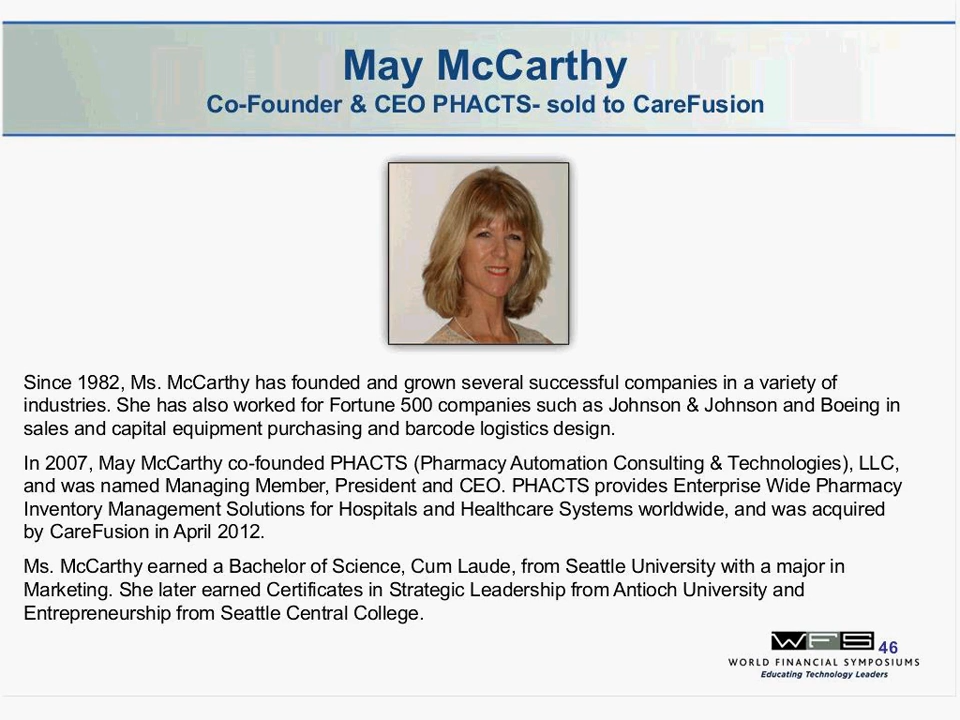 May McCarthy
Co-Founder & CEO PHACTS- sold to CareFusion
Since 1982, Ms. McCarthy has founded and grown several successful companies in a variety of
industries. She has also worked for Fortune 500 companies such as Johnson & Johnson and Boeing in
sales and capital equipment purchasing and barcode logistics design.
In 2007, May McCarthy co-founded PHACTS (Pharmacy Automation Consulting & Technologies), LLC,
and was named Managing Member, President and CEO. PHACTS provides Enterprise Wide Pharmacy
Inventory Management Solutions for Hospitals and Healthcare Systems worldwide, and was acquired
by CareFusion in April 2012.
Ms. McCarthy earned a Bachelor of Science, Cum Laude, from Seattle University with a major in
Marketing. She later earned Certificates in Strategic Leadership from Antioch University and
Entrepreneurship from Seattle Central College.
WFS 46
WORLD FINANCIAL SYMPOSIUMS
Educating Technology Leaders